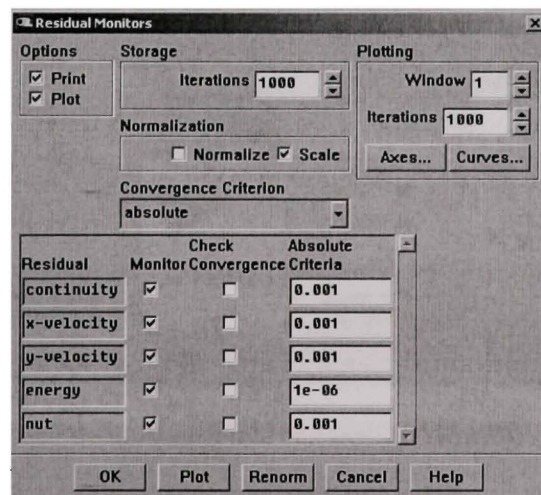 Residual Monitors
Options
Print
Plot
Storage
Iterations 1000
Normalization
Normalize Scale
Convergence Criterion
absolute
Plotting
Window 1
Iterations 1000
Axes... Curves...
Residual Monitor Check Convergence Absolute Criteria
continuity 0.001
x-velocity 0.001
y-velocity 0.001
energy 1e-06
nut 0.001
OK Plot Renorm Cancel Help